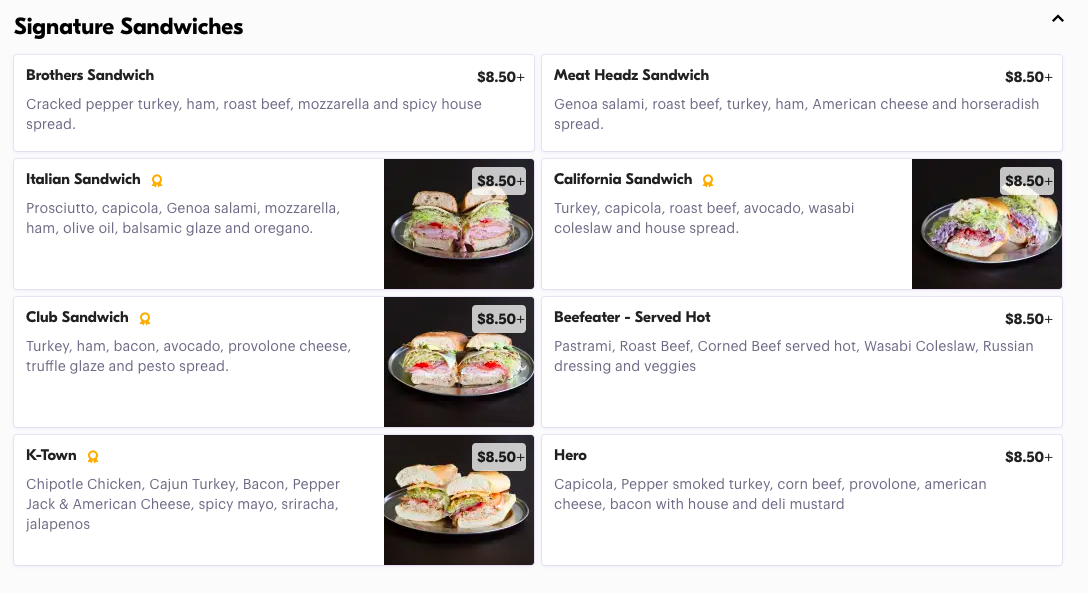 Signature Sandwiches
Brothers Sandwich
$8.50+
Cracked pepper turkey, ham, roast beef, mozzarella and spicy house
spread.
Meat Headz Sandwich
$8.50+
Genoa salami, roast beef, turkey, ham, American cheese and horseradish
spread.
Italian Sandwich
$8.50+
Prosciutto, capicola, Genoa salami, mozzarella,
ham, olive oil, balsamic glaze and oregano.
California Sandwich
$8.50+
Turkey, capicola, roast beef, avocado, wasabi
coleslaw and house spread.
Club Sandwich
$8.50+
Turkey, ham, bacon, avocado, provolone cheese,
truffle glaze and pesto spread.
Beefeater - Served Hot
$8.50+
Pastrami, Roast Beef, Corned Beef served hot, Wasabi Coleslaw, Russian
dressing and veggies
K-Town
$8.50+
Chipotle Chicken, Cajun Turkey, Bacon, Pepper
Jack & American Cheese, spicy mayo, sriracha,
jalapenos
Hero
$8.50+
Capicola, Pepper smoked turkey, corn beef, provolone, american
cheese, bacon with house and deli mustard